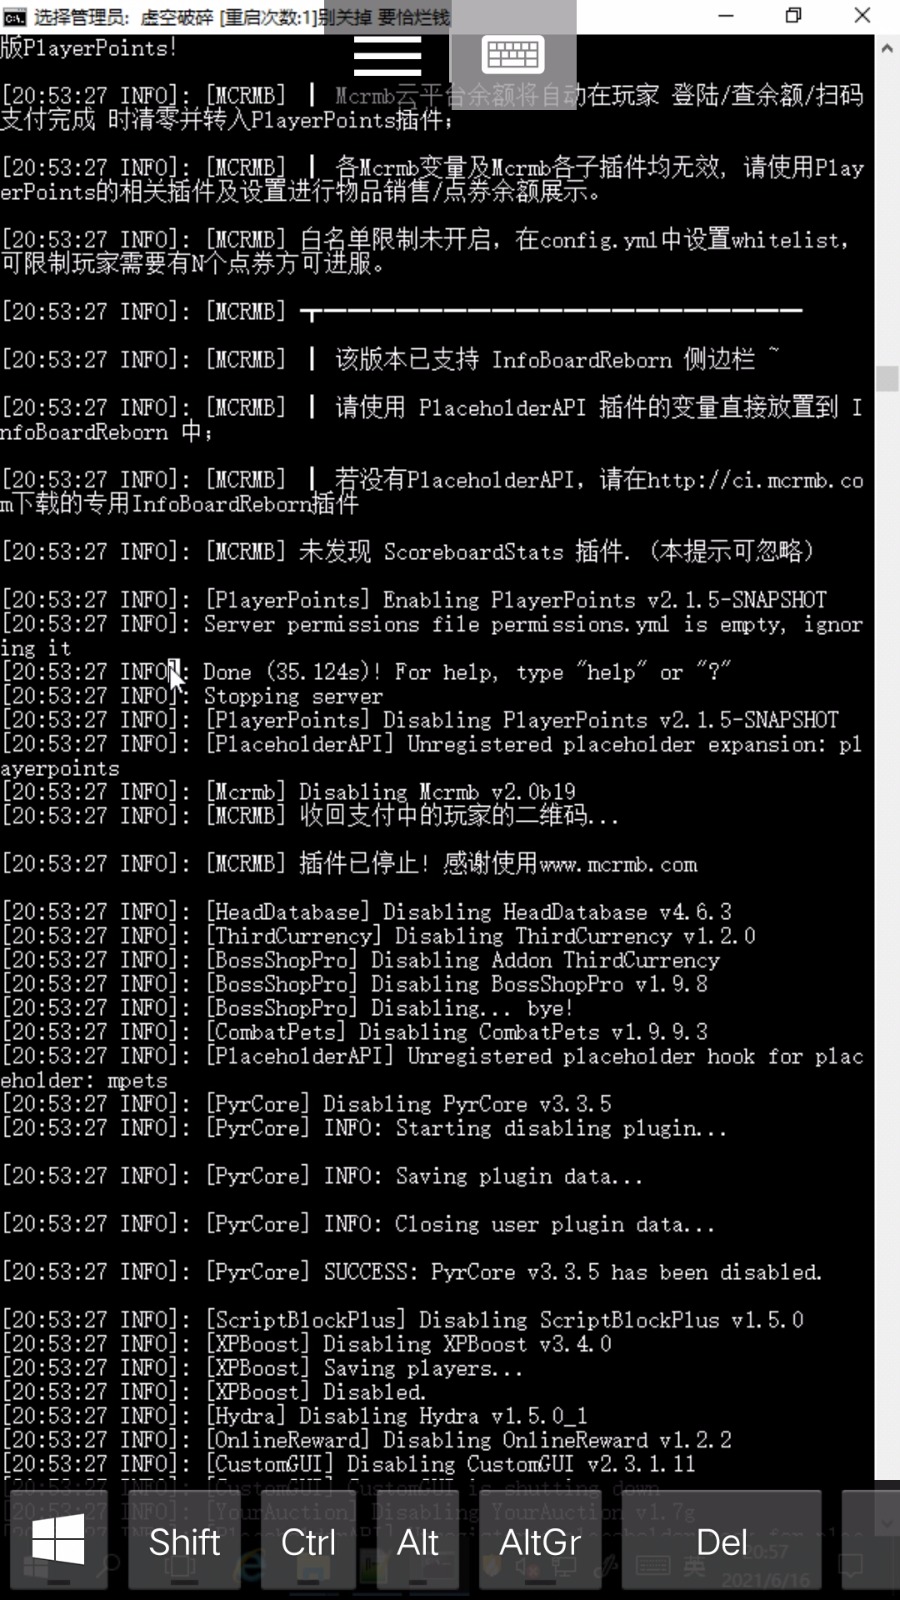 选择管理员: 虚空破碎 [重启次数:1]别关掉 要恰烂钱
版PlayerPoints!
[20:53:27 INFO]: [MCRMB] | Mcrmb云平台余额将自动在玩家 登陆/查余额/扫码
支付完成 时清零并转入PlayerPoints插件;
[20:53:27 INFO]: [MCRMB] | 各Mcrmb变量及Mcrmb各子插件均无效, 请使用Play
erPoints的相关插件及设置进行物品销售/点券余额展示。
[20:53:27 INFO]: [MCRMB] 白名单限制未开启, 在config.yml中设置whitelist,
可限制玩家需要有N个点券方可进服。
[20:53:27 INFO]: [MCRMB] ┬────────────────────
[20:53:27 INFO]: [MCRMB] | 该版本已支持 InfoBoardReborn 侧边栏 ~
[20:53:27 INFO]: [MCRMB] | 请使用 PlaceholderAPI 插件的变量直接放置到 I
nfoBoardReborn 中;
[20:53:27 INFO]: [MCRMB] | 若没有PlaceholderAPI, 请在http://ci.mcrmb.co
m下载的专用InfoBoardReborn插件
[20:53:27 INFO]: [MCRMB] 未发现 ScoreboardStats 插件. (本提示可忽略)
[20:53:27 INFO]: [PlayerPoints] Enabling PlayerPoints v2.1.5-SNAPSHOT
[20:53:27 INFO]: Server permissions file permissions.yml is empty, ignor
ing it
[20:53:27 INFO]: Done (35.124s)! For help, type "help" or "?"
[20:53:27 INFO]: Stopping server
[20:53:27 INFO]: [PlayerPoints] Disabling PlayerPoints v2.1.5-SNAPSHOT
[20:53:27 INFO]: [PlaceholderAPI] Unregistered placeholder expansion: pl
ayerpoints
[20:53:27 INFO]: [Mcrmb] Disabling Mcrmb v2.0b19
[20:53:27 INFO]: [MCRMB] 收回支付中的玩家的二维码...
[20:53:27 INFO]: [MCRMB] 插件已停止! 感谢使用www.mcrmb.com
[20:53:27 INFO]: [HeadDatabase] Disabling HeadDatabase v4.6.3
[20:53:27 INFO]: [ThirdCurrency] Disabling ThirdCurrency v1.2.0
[20:53:27 INFO]: [BossShopPro] Disabling Addon ThirdCurrency
[20:53:27 INFO]: [BossShopPro] Disabling BossShopPro v1.9.8
[20:53:27 INFO]: [BossShopPro] Disabling... bye!
[20:53:27 INFO]: [CombatPets] Disabling CombatPets v1.9.9.3
[20:53:27 INFO]: [PlaceholderAPI] Unregistered placeholder hook for plac
eholder: mpets
[20:53:27 INFO]: [PyrCore] Disabling PyrCore v3.3.5
[20:53:27 INFO]: [PyrCore] INFO: Starting disabling plugin...
[20:53:27 INFO]: [PyrCore] INFO: Saving plugin data...
[20:53:27 INFO]: [PyrCore] INFO: Closing user plugin data...
[20:53:27 INFO]: [PyrCore] SUCCESS: PyrCore v3.3.5 has been disabled.
[20:53:27 INFO]: [ScriptBlockPlus] Disabling ScriptBlockPlus v1.5.0
[20:53:27 INFO]: [XPBoost] Disabling XPBoost v3.4.0
[20:53:27 INFO]: [XPBoost] Saving players...
[20:53:27 INFO]: [XPBoost] Disabled.
[20:53:27 INFO]: [Hydra] Disabling Hydra v1.5.0_1
[20:53:27 INFO]: [OnlineReward] Disabling OnlineReward v1.2.2
[20:53:27 INFO]: [CustomGUI] Disabling CustomGUI v2.3.1.11
[20:53:27 INFO]: [CustomGUI] CustomGUI is shutting down
[YourAuction] Disabling YourAuction v1.7g
Shift Ctrl Alt AltGr Del
英 20:57
2021/6/16